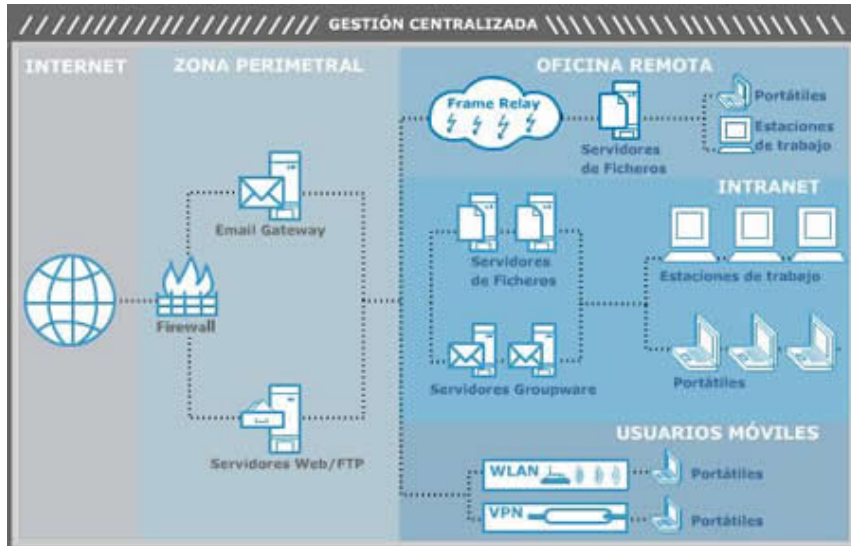 GESTIÓN CENTRALIZADA
INTERNET
ZONA PERIMETRAL
OFICINA REMOTA
Frame Relay
Servidores
de Ficheros
Portátiles
Estaciones
de trabajo
INTRANET
Email Gateway
Servidores
de Ficheros
Estaciones de trabajo
Firewall
Servidores Groupware
Portátiles
Servidores Web/FTP
USUARIOS MÓVILES
WLAN
Portátiles
VPN
Portátiles